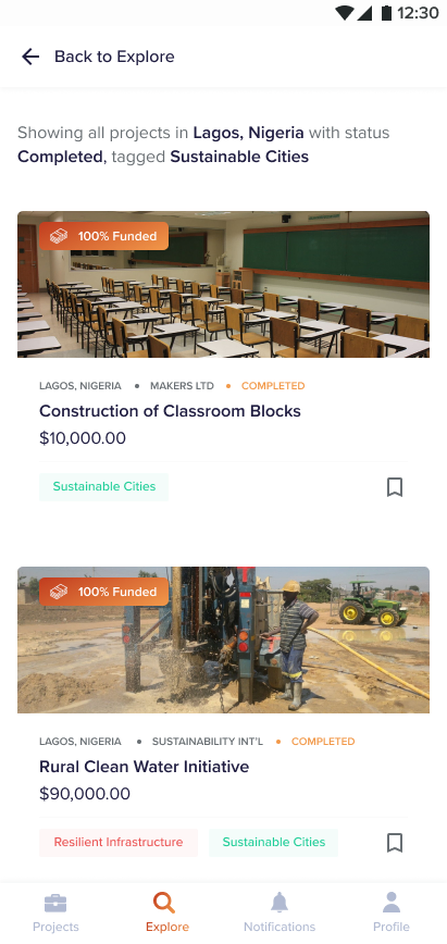 12:30
Back to Explore
Showing all projects in Lagos, Nigeria with status
Completed, tagged Sustainable Cities
100% Funded
LAGOS, NIGERIA • MAKERS LTD • COMPLETED
Construction of Classroom Blocks
$10,000.00
Sustainable Cities
100% Funded
LAGOS, NIGERIA • SUSTAINABILITY INT'L • COMPLETED
Rural Clean Water Initiative
$90,000.00
Resilient Infrastructure Sustainable Cities
Projects Explore Notifications Profile